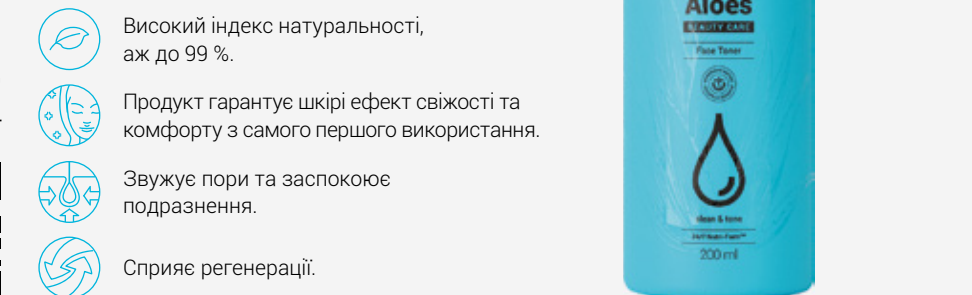 Високий індекс натуральності,
аж до 99 %.
Продукт гарантує шкірі ефект свіжості та
комфорту з самого першого використання.
Звужує пори та заспокоює
подразнення.
Сприяє регенерації.
Aloes
BEAUTY CARE
Face Toner
clean & tone
200 ml